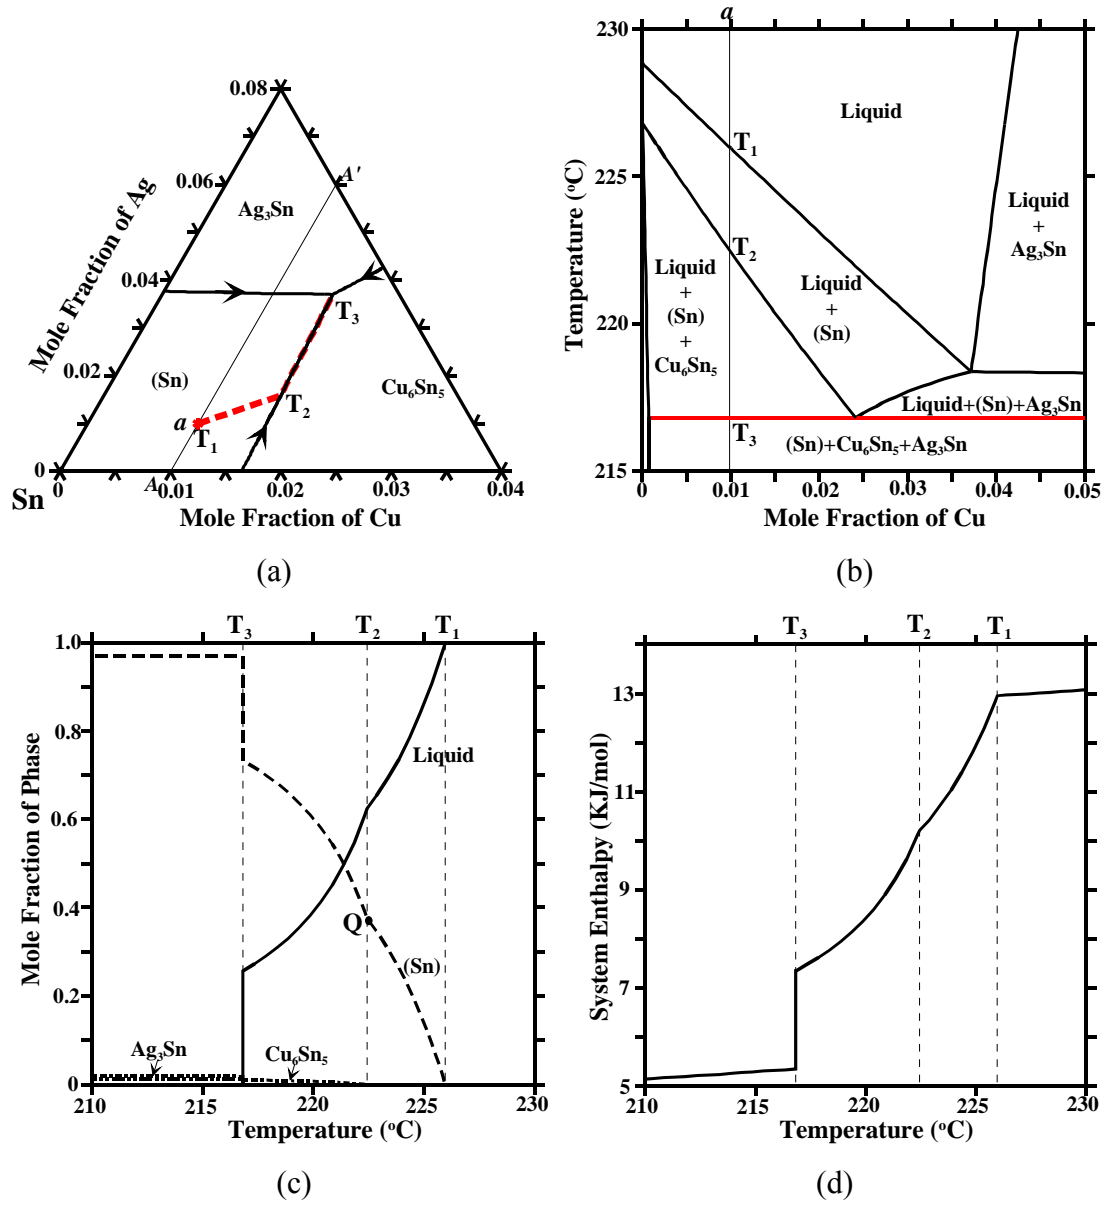 a
0.08
0.06
0.04
0.02
0
Mole Fraction of Ag
A'
Ag₃Sn
T₃
(Sn)
Cu₆Sn₅
T₂
a
T₁
Sn
0
A
0.01
0.02
0.03
0.04
Mole Fraction of Cu
(a)
230
225
220
215
Temperature (°C)
T₁
Liquid
T₂
Liquid
+
(Sn)
+
Cu₆Sn₅
Liquid
+
(Sn)
Liquid
+
Ag₃Sn
Liquid+(Sn)+Ag₃Sn
T₃
(Sn)+Cu₆Sn₅+Ag₃Sn
0
0.01
0.02
0.03
0.04
0.05
Mole Fraction of Cu
(b)
T₃
T₂
T₁
1.0
0.8
0.6
0.4
0.2
0
Mole Fraction of Phase
Liquid
Q
(Sn)
Ag₃Sn
Cu₆Sn₅
210
215
220
225
230
Temperature (°C)
(c)
T₃
T₂
T₁
13
11
9
7
5
System Enthalpy (KJ/mol)
210
215
220
225
230
Temperature (°C)
(d)